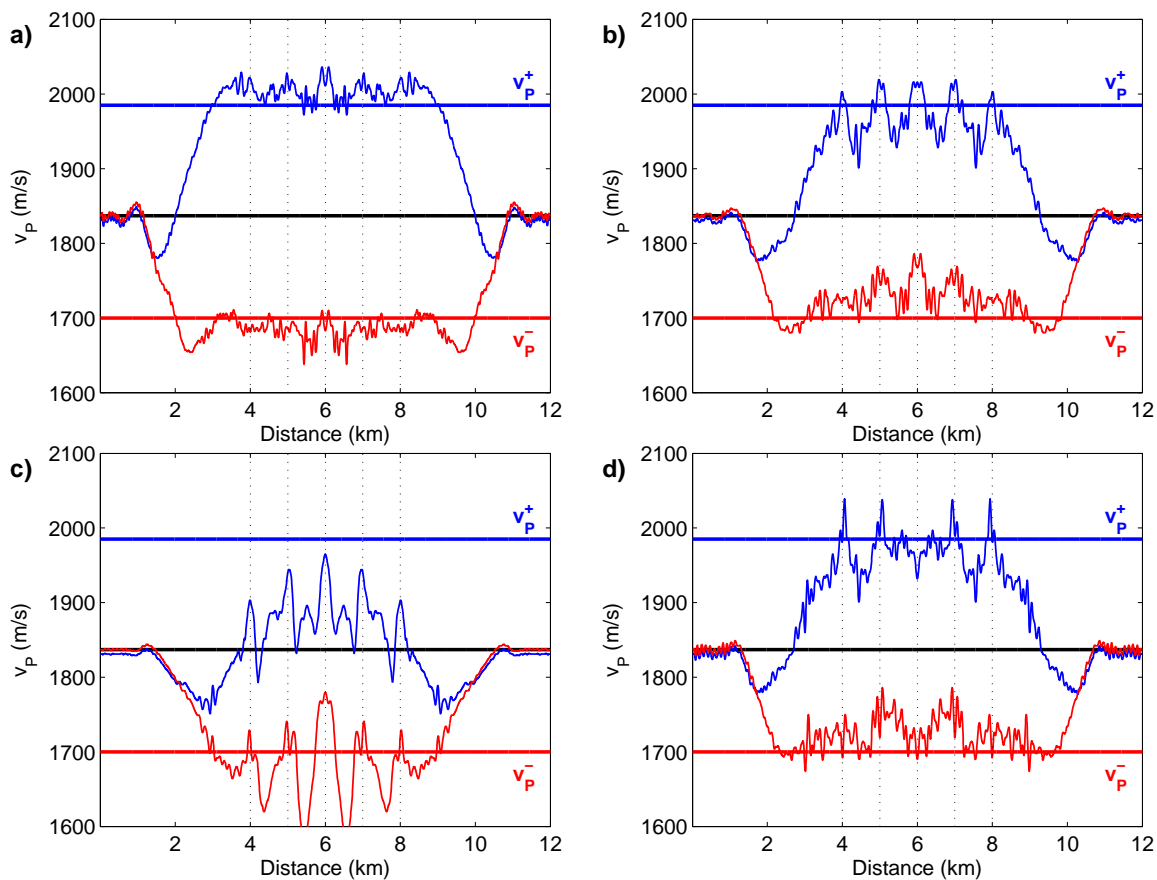 a)
2100
2000
1900
1800
1700
1600
v_P (m/s)
v_P^+
v_P^-
2 4 6 8 10 12
Distance (km)
b)
2100
2000
1900
1800
1700
1600
v_P (m/s)
v_P^+
v_P^-
2 4 6 8 10 12
Distance (km)
c)
2100
2000
1900
1800
1700
1600
v_P (m/s)
v_P^+
v_P^-
2 4 6 8 10 12
Distance (km)
d)
2100
2000
1900
1800
1700
1600
v_P (m/s)
v_P^+
v_P^-
2 4 6 8 10 12
Distance (km)